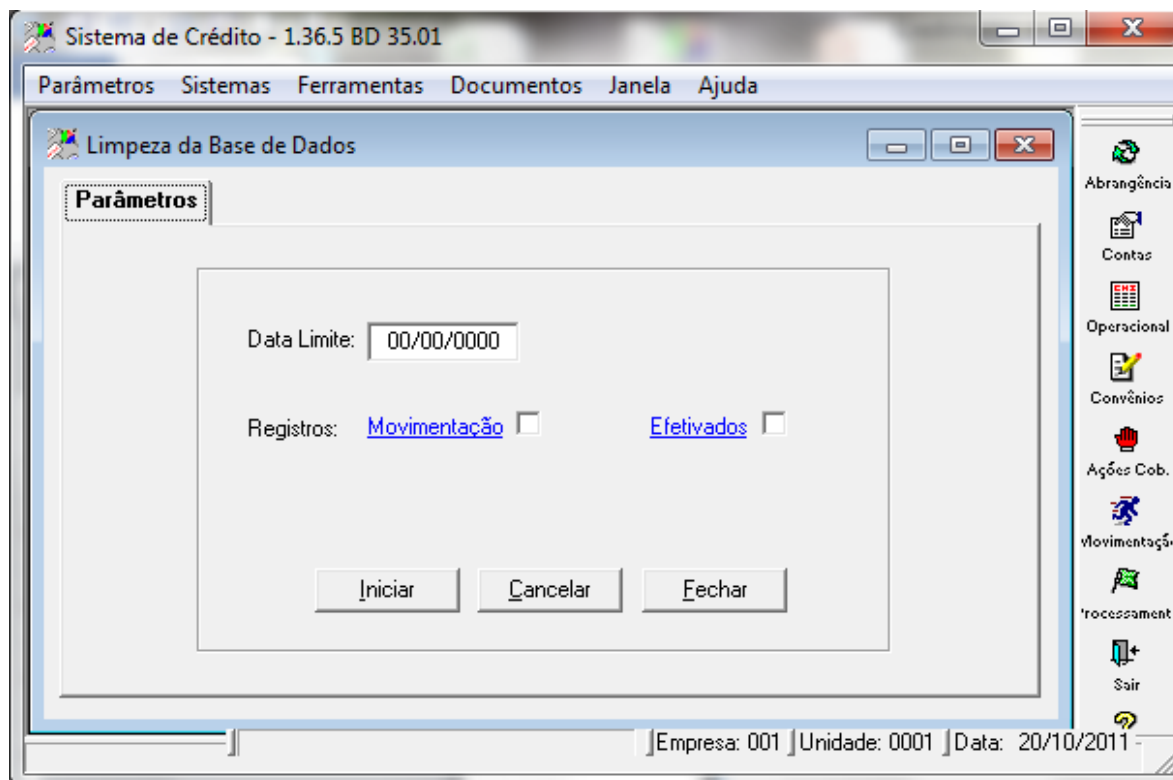 Sistema de Crédito - 1.36.5 BD 35.01
Parâmetros Sistemas Ferramentas Documentos Janela Ajuda
Limpeza da Base de Dados
Parâmetros
Data Limite: 00/00/0000
Registros: Movimentação Efetivados
Iniciar Cancelar Fechar
Abrangência
Contas
Operacional
Convênios
Ações Cob.
Sair
Empresa: 001 Unidade: 0001 Data: 20/10/2011